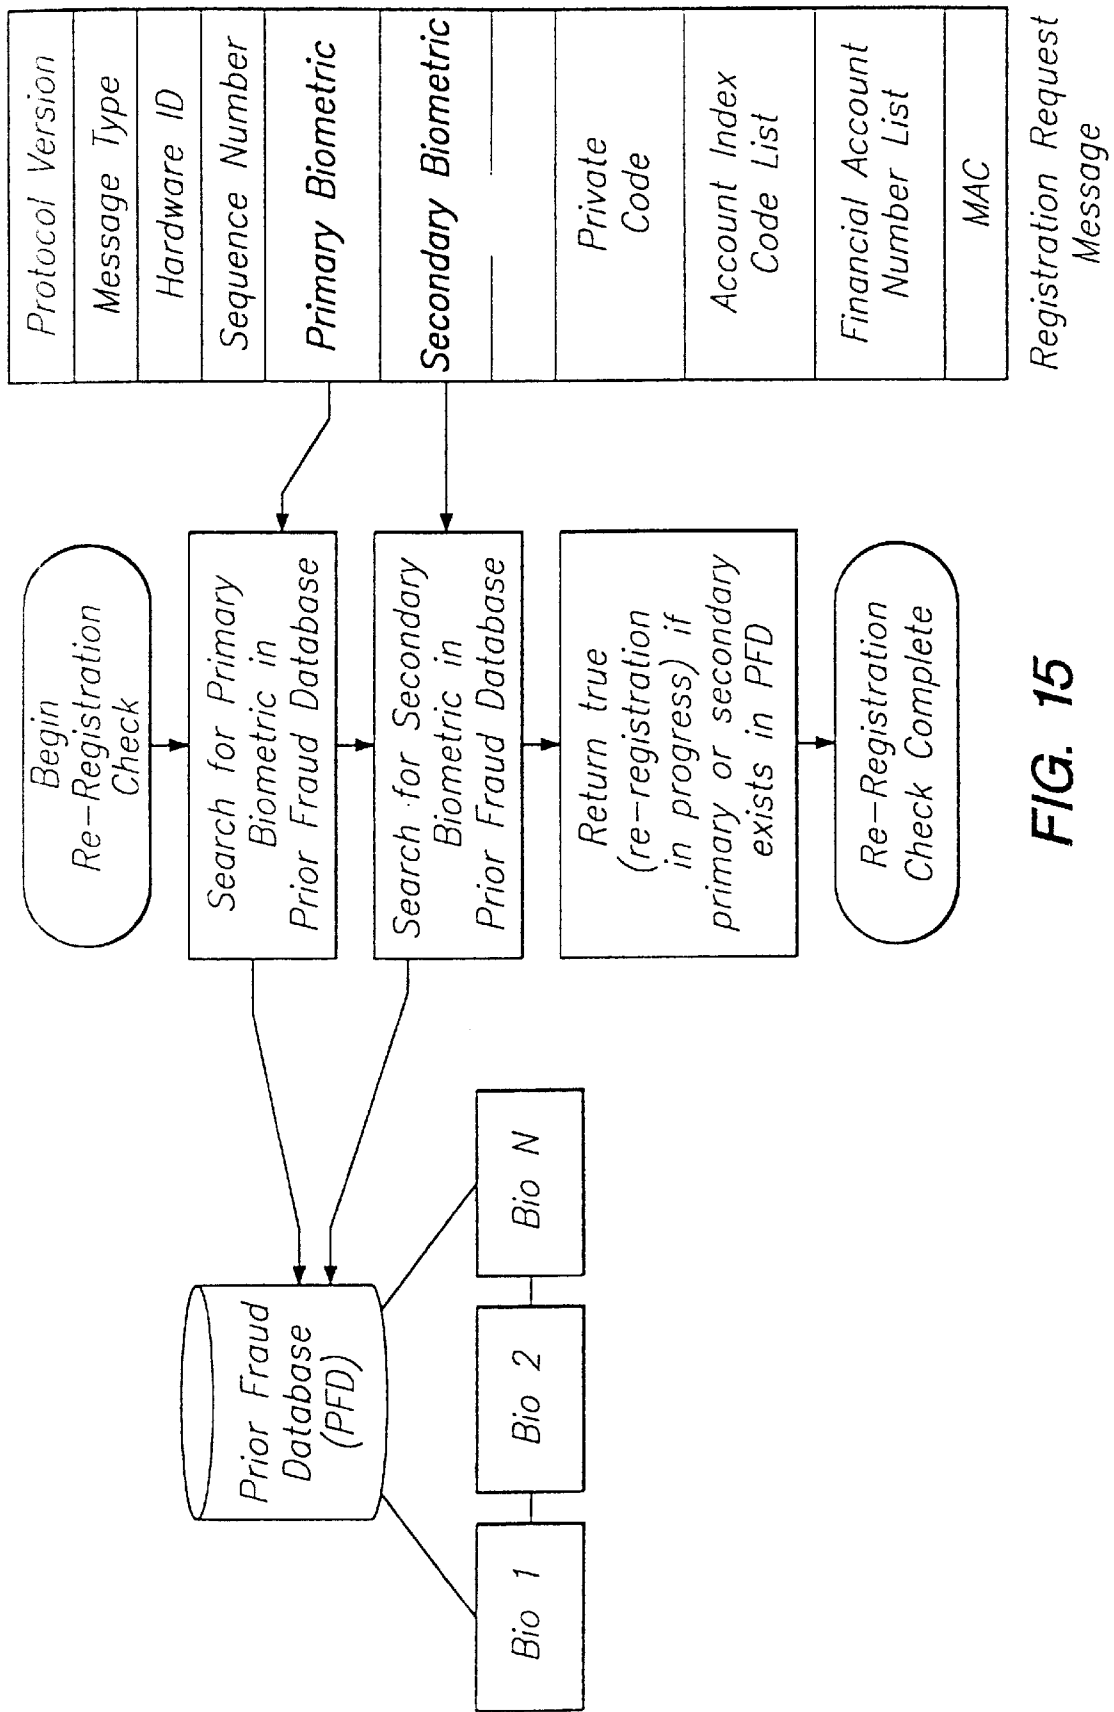 Prior Fraud
Database
(PFD)
Bio 1
Bio 2
Bio N
Begin
Re-Registration
Check
Search for Primary
Biometric in
Prior Fraud Database
Search for Secondary
Biometric in
Prior Fraud Database
Return true
(re-registration
in progress) if
primary or secondary
exists in PFD
Re-Registration
Check Complete
Protocol Version
Message Type
Hardware ID
Sequence Number
Primary Biometric
Secondary Biometric
Private
Code
Account Index
Code List
Financial Account
Number List
MAC
Registration Request
Message
FIG. 15